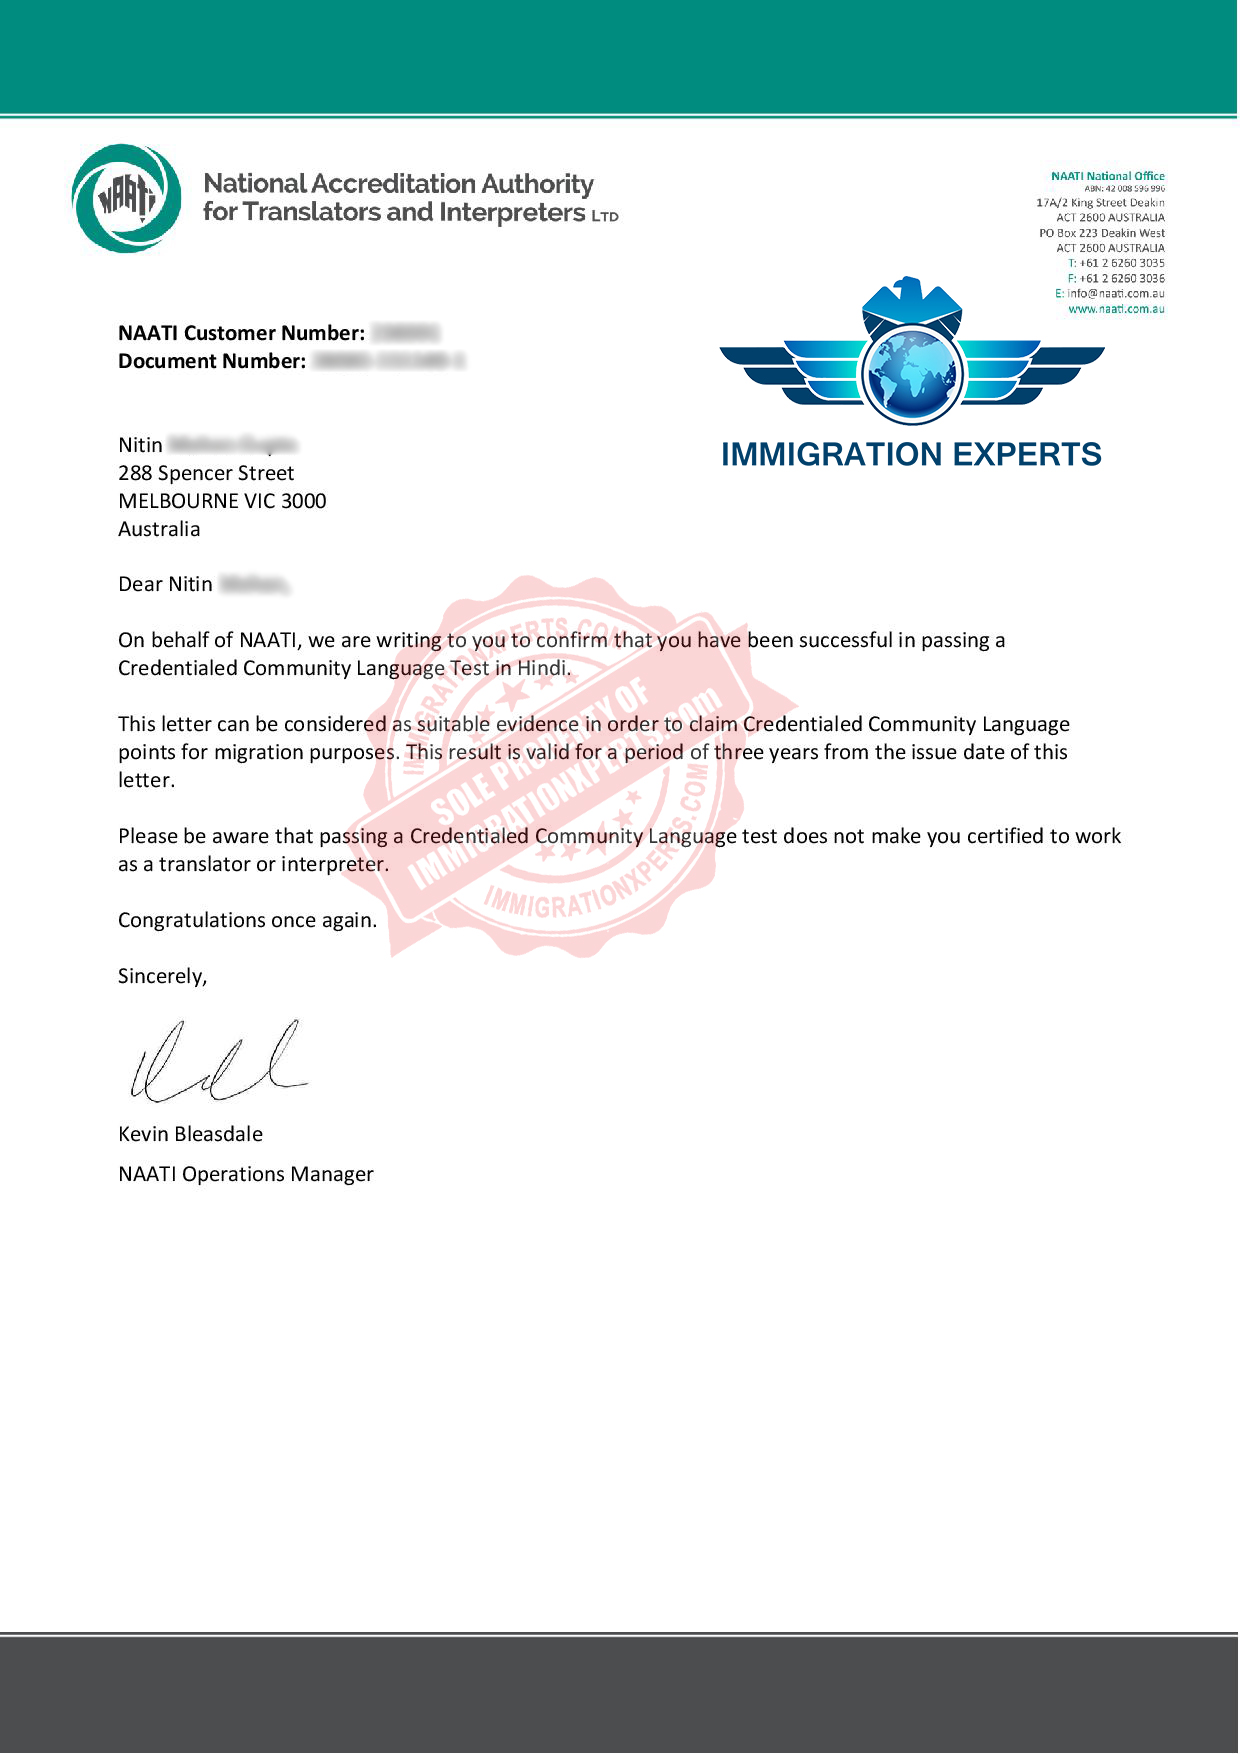 NAATI
National Accreditation Authority
for Translators and Interpreters LTD
NAATI National Office
ABN: 42 008 596 996
17A/2 King Street Deakin
ACT 2600 AUSTRALIA
PO Box 223 Deakin West
ACT 2600 AUSTRALIA
T: +61 2 6260 3035
F: +61 2 6260 3036
E: info@naati.com.au
www.naati.com.au
IMMIGRATION EXPERTS
NAATI Customer Number:
Document Number:
Nitin
288 Spencer Street
MELBOURNE VIC 3000
Australia
Dear Nitin
On behalf of NAATI, we are writing to you to confirm that you have been successful in passing a
Credentialed Community Language Test in Hindi.
This letter can be considered as suitable evidence in order to claim Credentialed Community Language
points for migration purposes. This result is valid for a period of three years from the issue date of this
letter.
Please be aware that passing a Credentialed Community Language test does not make you certified to work
as a translator or interpreter.
Congratulations once again.
Sincerely,
Kevin Bleasdale
NAATI Operations Manager
IMMIGRATIONXPERTS.COM
SOLE PROPERTY OF
IMMIGRATIONXPERTS.com
IMMIGRATIONXPERTS.COM